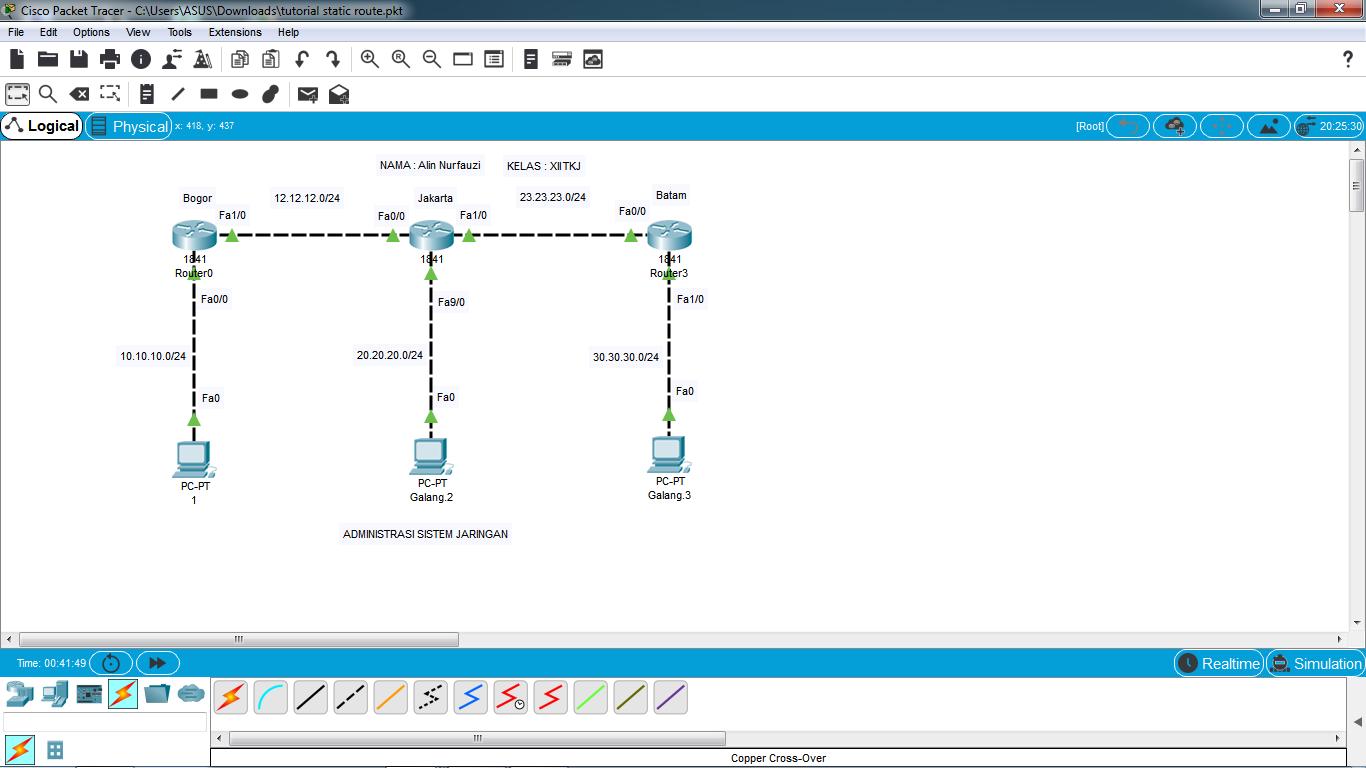 Cisco Packet Tracer - C:\Users\ASUS\Downloads\tutorial static route.pkt
File Edit Options View Tools Extensions Help
?
Logical Physical x: 418, y: 437 [Root] 20:25:30
NAMA : Alin Nurfauzi KELAS : XIITKJ
Bogor 12.12.12.0/24 Jakarta 23.23.23.0/24 Batam
Fa1/0 Fa0/0 Fa1/0 Fa0/0
1841 1841 1841
Router0 Router3
Fa0/0 Fa9/0 Fa1/0
10.10.10.0/24 20.20.20.0/24 30.30.30.0/24
Fa0 Fa0 Fa0
PC-PT PC-PT PC-PT
1 Galang.2 Galang.3
ADMINISTRASI SISTEM JARINGAN
Time: 00:41:49 Realtime Simulation
Copper Cross-Over